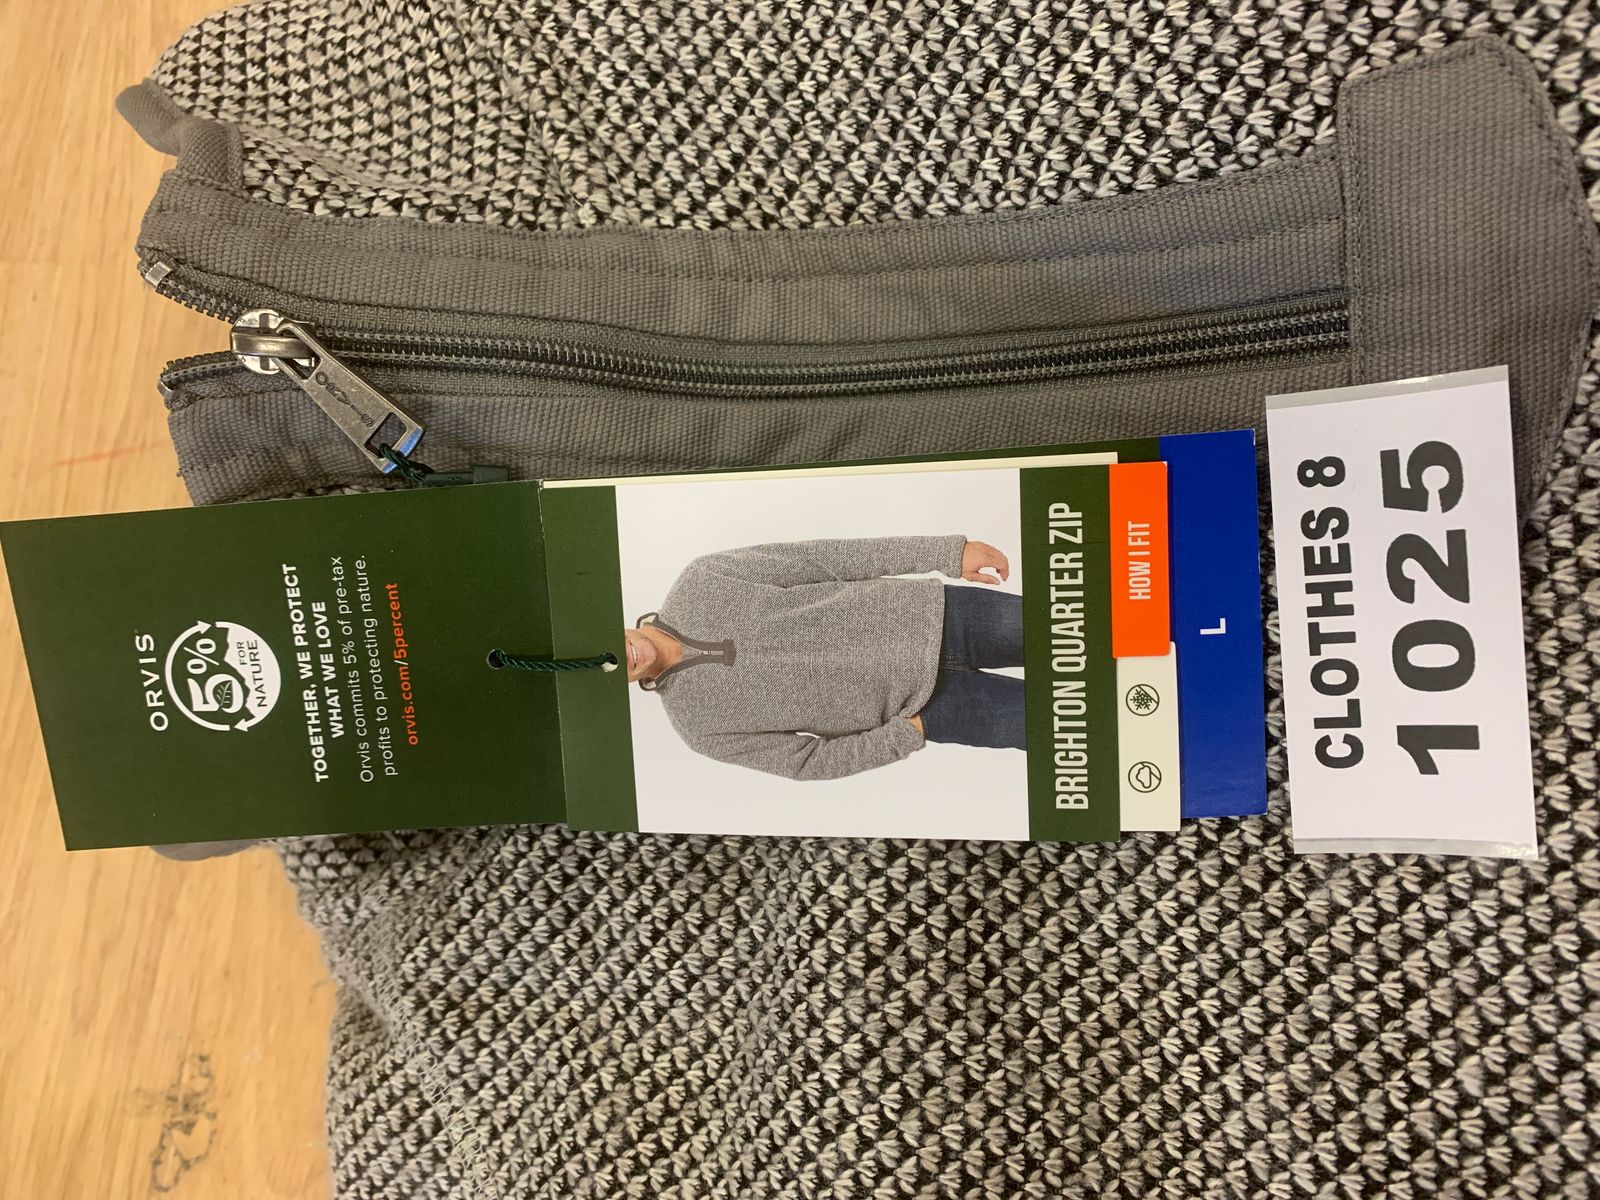 ORVIS
5%
FOR
NATURE
TOGETHER, WE PROTECT
WHAT WE LOVE
Orvis commits 5% of pre-tax
profits to protecting nature.
orvis.com/5percent
BRIGHTON QUARTER ZIP
HOW I FIT
L
CLOTHES 8
1025
ORVIS